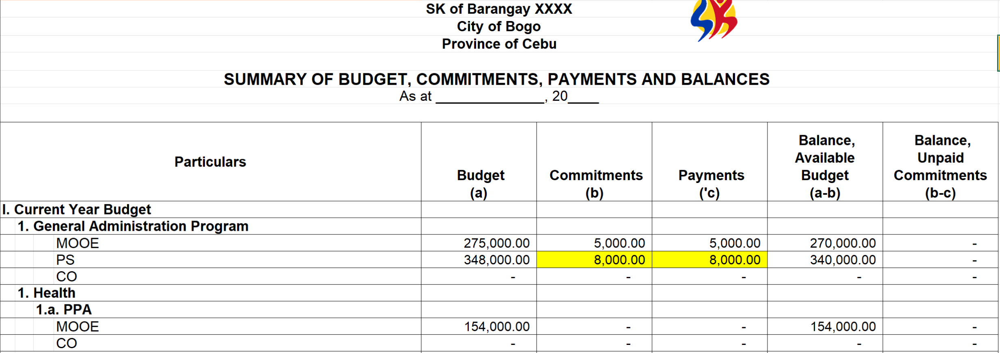 SK of Barangay XXXX
City of Bogo
Province of Cebu
SUMMARY OF BUDGET, COMMITMENTS, PAYMENTS AND BALANCES
As at ______________, 20____
Particulars Budget (a) Commitments (b) Payments ('c) Balance, Available Budget (a-b) Balance, Unpaid Commitments (b-c)
I. Current Year Budget
1. General Administration Program
MOOE 275,000.00 5,000.00 5,000.00 270,000.00 -
PS 348,000.00 8,000.00 8,000.00 340,000.00 -
CO - - - - -
1. Health
1.a. PPA
MOOE 154,000.00 - - 154,000.00 -
CO - - - - -